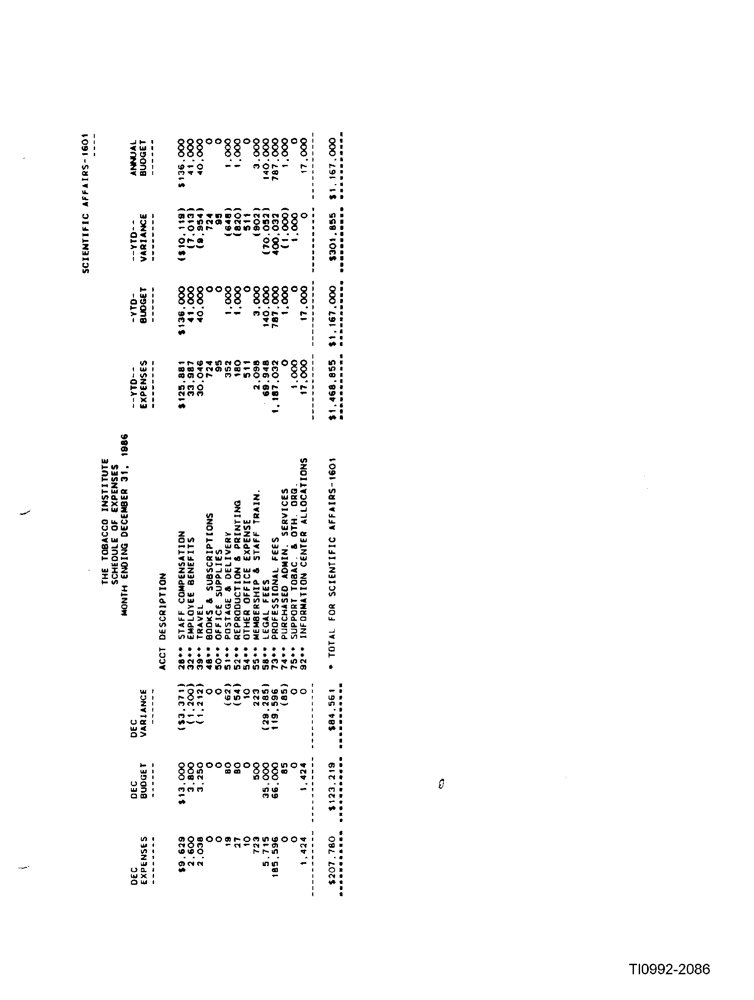 SCIENTIFIC AFFAIRS-1601
THE TOBACCO INSTITUTE
SCHEDULE OF EXPENSES
MONTH ENDING DECEMBER 31, 1986
DEC DEC DEC --YTD-- -YTD- --YTD-- ANNUAL
EXPENSES BUDGET VARIANCE ACCT DESCRIPTION EXPENSES BUDGET VARIANCE BUDGET
$9,629 $13,000 ($3,371) 28** STAFF COMPENSATION $125,881 $136,000 ($10,119) $136,000
2,600 3,800 (1,200) 32** EMPLOYEE BENEFITS 33,987 41,000 (7,013) 41,000
2,038 3,250 (1,212) 39** TRAVEL 30,046 40,000 (9,954) 40,000
0 0 0 48** BOOKS & SUBSCRIPTIONS 724 0 724 0
0 0 0 50** OFFICE SUPPLIES 95 0 95 0
19 80 (62) 51** POSTAGE & DELIVERY 352 1,000 (648) 1,000
27 80 (54) 52** REPRODUCTION & PRINTING 180 1,000 (820) 1,000
10 0 10 54** OTHER OFFICE EXPENSE 511 0 511 0
723 500 223 55** MEMBERSHIP & STAFF TRAIN. 2,098 3,000 (902) 3,000
5,715 35,000 (29,285) 58** LEGAL FEES 69,948 140,000 (70,052) 140,000
185,596 66,000 119,596 73** PROFESSIONAL FEES 1,187,032 787,000 400,032 787,000
0 85 (85) 74** PURCHASED ADMIN. SERVICES 0 1,000 (1,000) 1,000
0 0 0 75** SUPPORT TOBAC. & OTH. ORG. 1,000 0 1,000 0
1,424 1,424 0 92** INFORMATION CENTER ALLOCATIONS 17,000 17,000 0 17,000
$207,780 $123,219 $84,561 * TOTAL FOR SCIENTIFIC AFFAIRS-1601 $1,468,855 $1,167,000 $301,855 $1,167,000
TI0992-2086